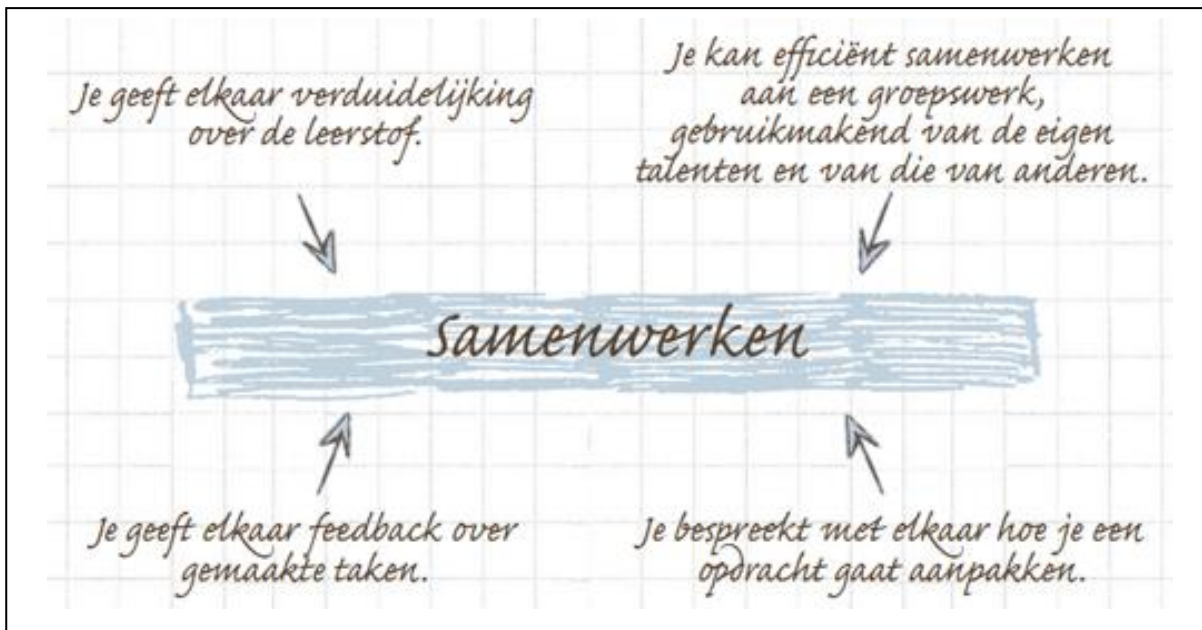 Je geeft elkaar verduidelijking
over de leerstof.
Je kan efficiënt samenwerken
aan een groepswerk,
gebruikmakend van de eigen
talenten en van die van anderen.
Samenwerken
Je geeft elkaar feedback over
gemaakte taken.
Je bespreekt met elkaar hoe je een
opdracht gaat aanpakken.